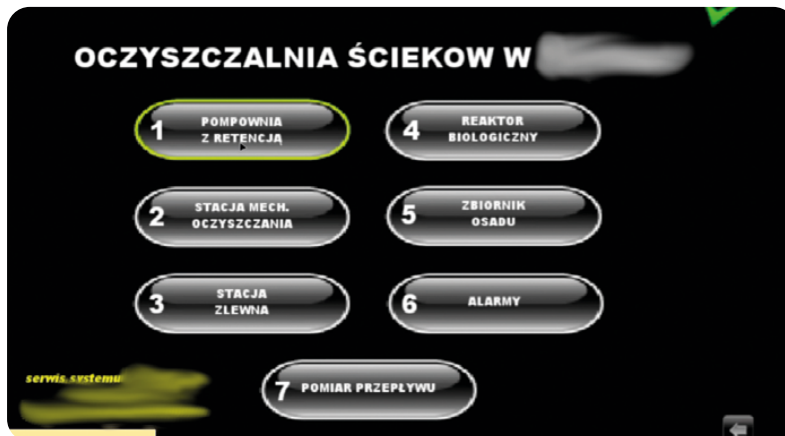 OCZYSZCZALNIA ŚCIEKOW W
1 POMPOWNIA
Z RETENCJĄ
2 STACJA MECH.
OCZYSZCZANIA
3 STACJA
ZLEWNA
4 REAKTOR
BIOLOGICZNY
5 ZBIORNIK
OSADU
6 ALARMY
7 POMIAR PRZEPŁYWU
serwis systemu